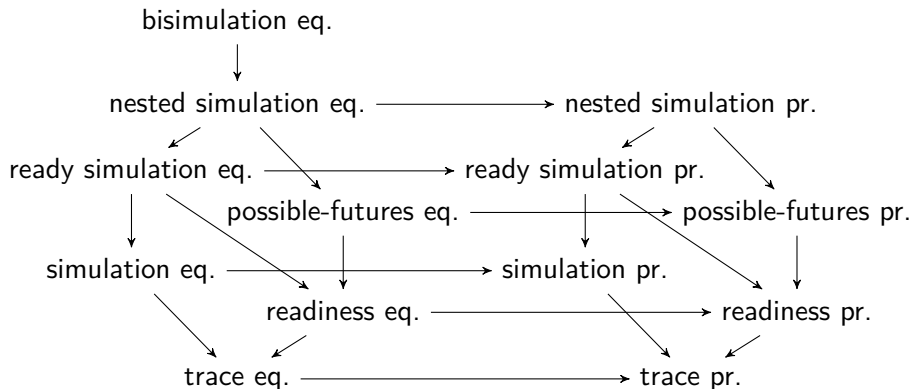 bisimulation eq.
nested simulation eq. nested simulation pr.
ready simulation eq. ready simulation pr.
possible-futures eq. possible-futures pr.
simulation eq. simulation pr.
readiness eq. readiness pr.
trace eq. trace pr.